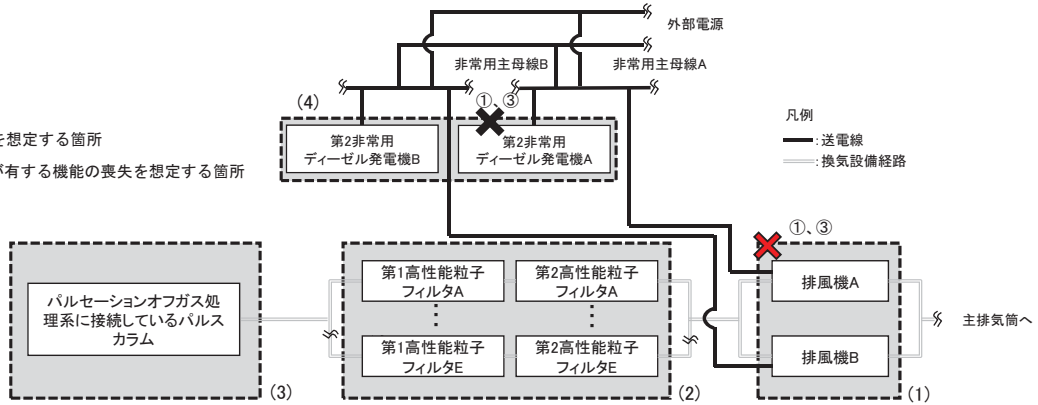 外部電源
非常用主母線B
非常用主母線A
(4)
①、③
凡例
第2非常用
ディーゼル発電機B
第2非常用
ディーゼル発電機A
:送電線
:換気設備経路
を想定する箇所
が有する機能の喪失を想定する箇所
①、③
パルセーションオフガス処
理系に接続しているパルス
カラム
第1高性能粒子
フィルタA
第2高性能粒子
フィルタA
排風機A
主排気筒へ
第1高性能粒子
フィルタE
第2高性能粒子
フィルタE
排風機B
(3)
(2)
(1)